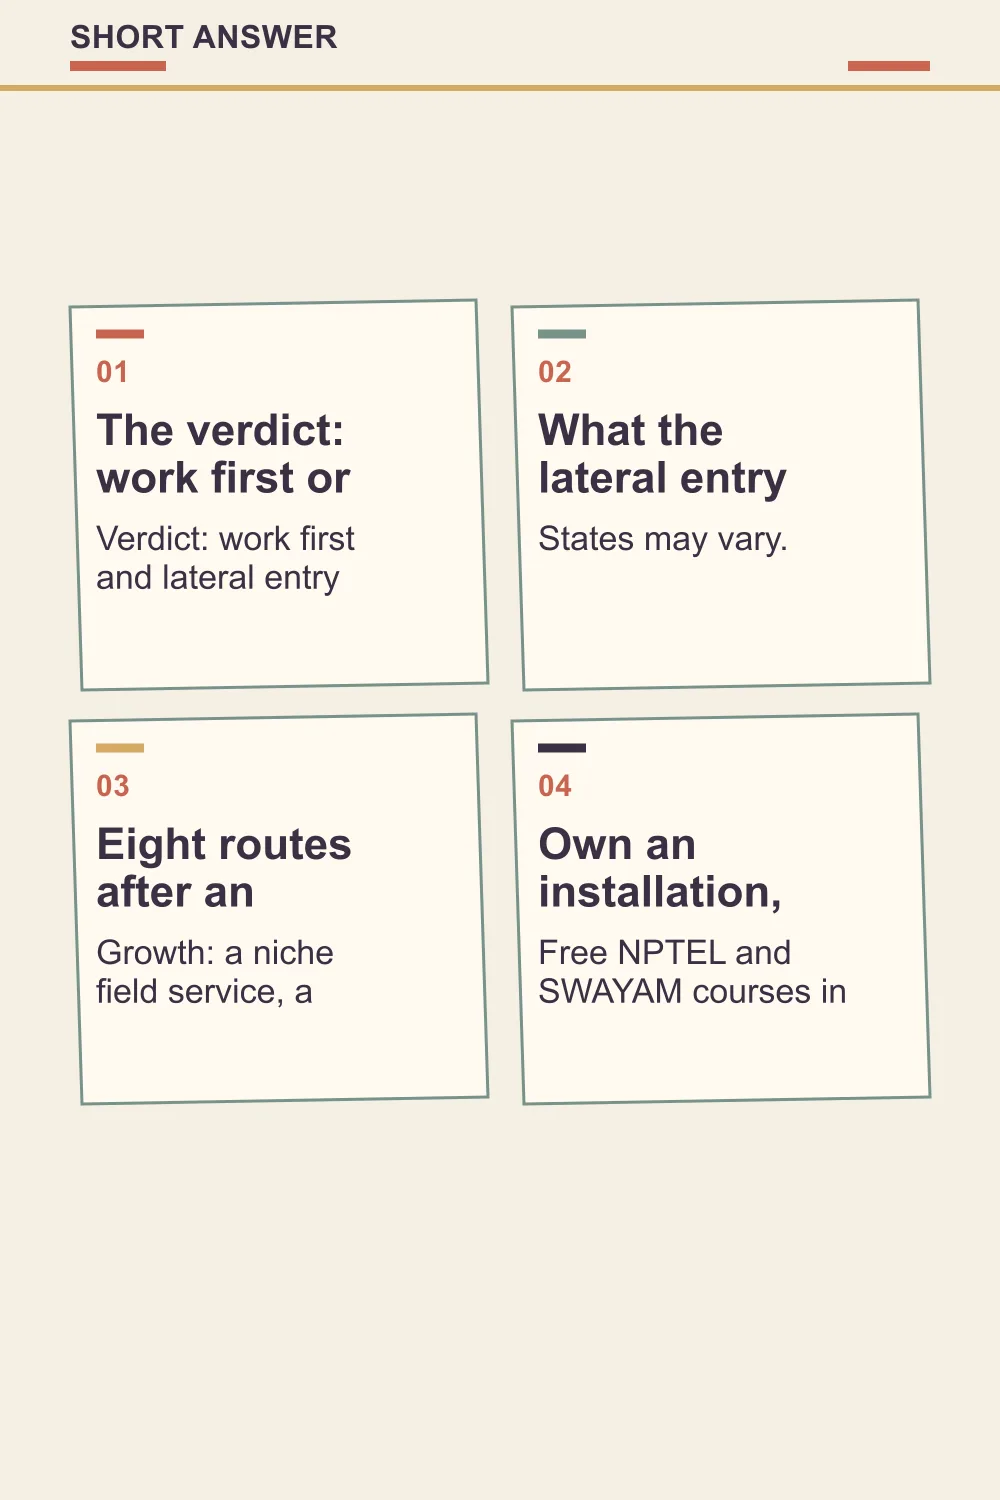 SHORT ANSWER
01
The verdict:
work first or
Verdict: work first
and lateral entry
02
What the
lateral entry
States may vary.
03
Eight routes
after an
Growth: a niche
field service, a
04
Own an
installation,
Free NPTEL and
SWAYAM courses in